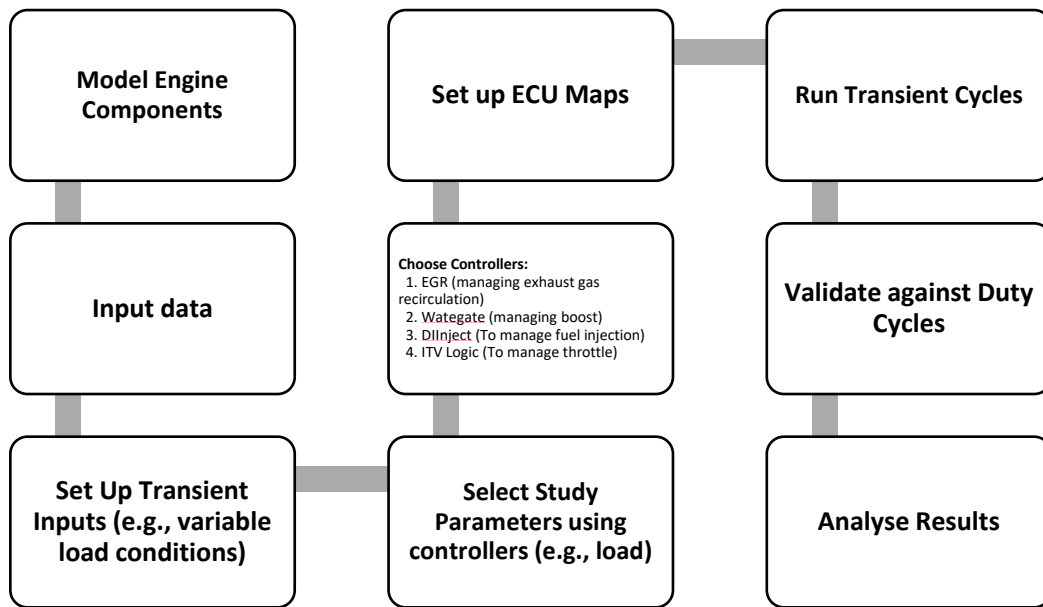 Model Engine
Components
Input data
Set Up Transient
Inputs (e.g., variable
load conditions)
Select Study
Parameters using
controllers (e.g., load)
Choose Controllers:
1. EGR (managing exhaust gas
recirculation)
2. Wategate (managing boost)
3. DIInject (To manage fuel injection)
4. ITV Logic (To manage throttle)
Set up ECU Maps
Run Transient Cycles
Validate against Duty
Cycles
Analyse Results